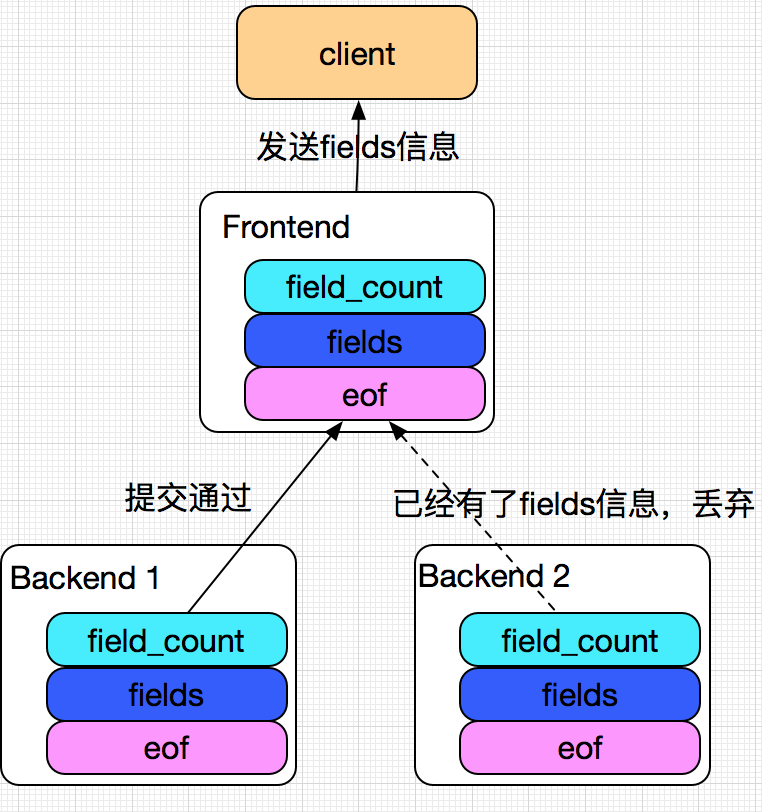 client
发送fields信息
Frontend
field_count
fields
eof
提交通过
已经有了fields信息，丢弃
Backend 1
field_count
fields
eof
Backend 2
field_count
fields
eof